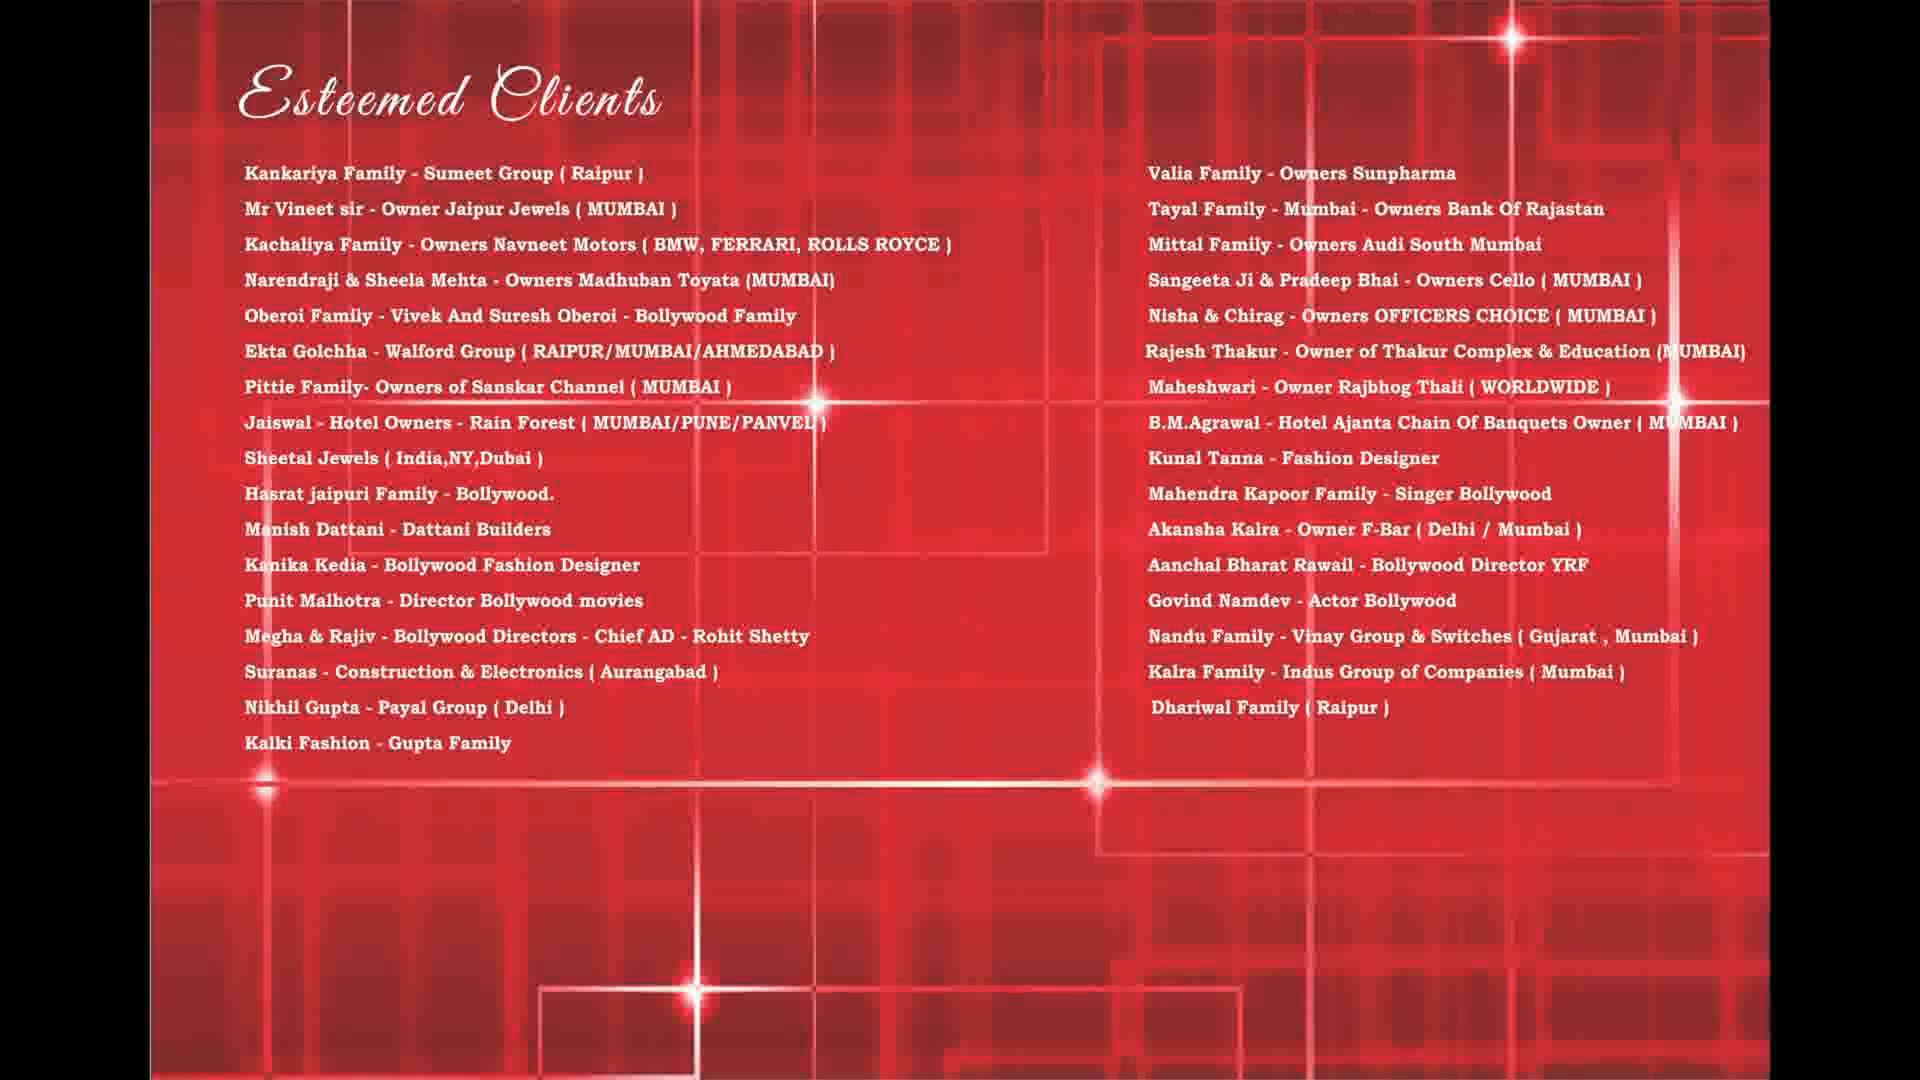 Esteemed Clients
Kankariya Family - Sumeet Group ( Raipur )
Mr Vineet sir - Owner Jaipur Jewels ( MUMBAI )
Kachaliya Family - Owners Navneet Motors ( BMW, FERRARI, ROLLS ROYCE )
Narendraji & Sheela Mehta - Owners Madhuban Toyata (MUMBAI)
Oberoi Family - Vivek And Suresh Oberoi - Bollywood Family
Ekta Golchha - Walford Group ( RAIPUR/MUMBAI/AHMEDABAD )
Pittie Family- Owners of Sanskar Channel ( MUMBAI )
Jaiswal - Hotel Owners - Rain Forest ( MUMBAI/PUNE/PANVEL )
Sheetal Jewels ( India,NY,Dubai )
Hasrat jaipuri Family - Bollywood.
Manish Dattani - Dattani Builders
Kanika Kedia - Bollywood Fashion Designer
Punit Malhotra - Director Bollywood movies
Megha & Rajiv - Bollywood Directors - Chief AD - Rohit Shetty
Suranas - Construction & Electronics ( Aurangabad )
Nikhil Gupta - Payal Group ( Delhi )
Kalki Fashion - Gupta Family
Valia Family - Owners Sunpharma
Tayal Family - Mumbai - Owners Bank Of Rajastan
Mittal Family - Owners Audi South Mumbai
Sangeeta Ji & Pradeep Bhai - Owners Cello ( MUMBAI )
Nisha & Chirag - Owners OFFICERS CHOICE ( MUMBAI )
Rajesh Thakur - Owner of Thakur Complex & Education (MUMBAI)
Maheshwari - Owner Rajbhog Thali ( WORLDWIDE )
B.M.Agrawal - Hotel Ajanta Chain Of Banquets Owner ( MUMBAI )
Kunal Tanna - Fashion Designer
Mahendra Kapoor Family - Singer Bollywood
Akansha Kalra - Owner F-Bar ( Delhi / Mumbai )
Aanchal Bharat Rawail - Bollywood Director YRF
Govind Namdev - Actor Bollywood
Nandu Family - Vinay Group & Switches ( Gujarat , Mumbai )
Kalra Family - Indus Group of Companies ( Mumbai )
Dhariwal Family ( Raipur )